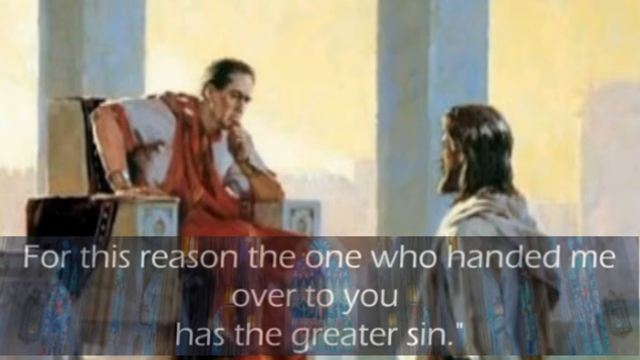 For this reason the one who handed me
over to you
has the greater sin."